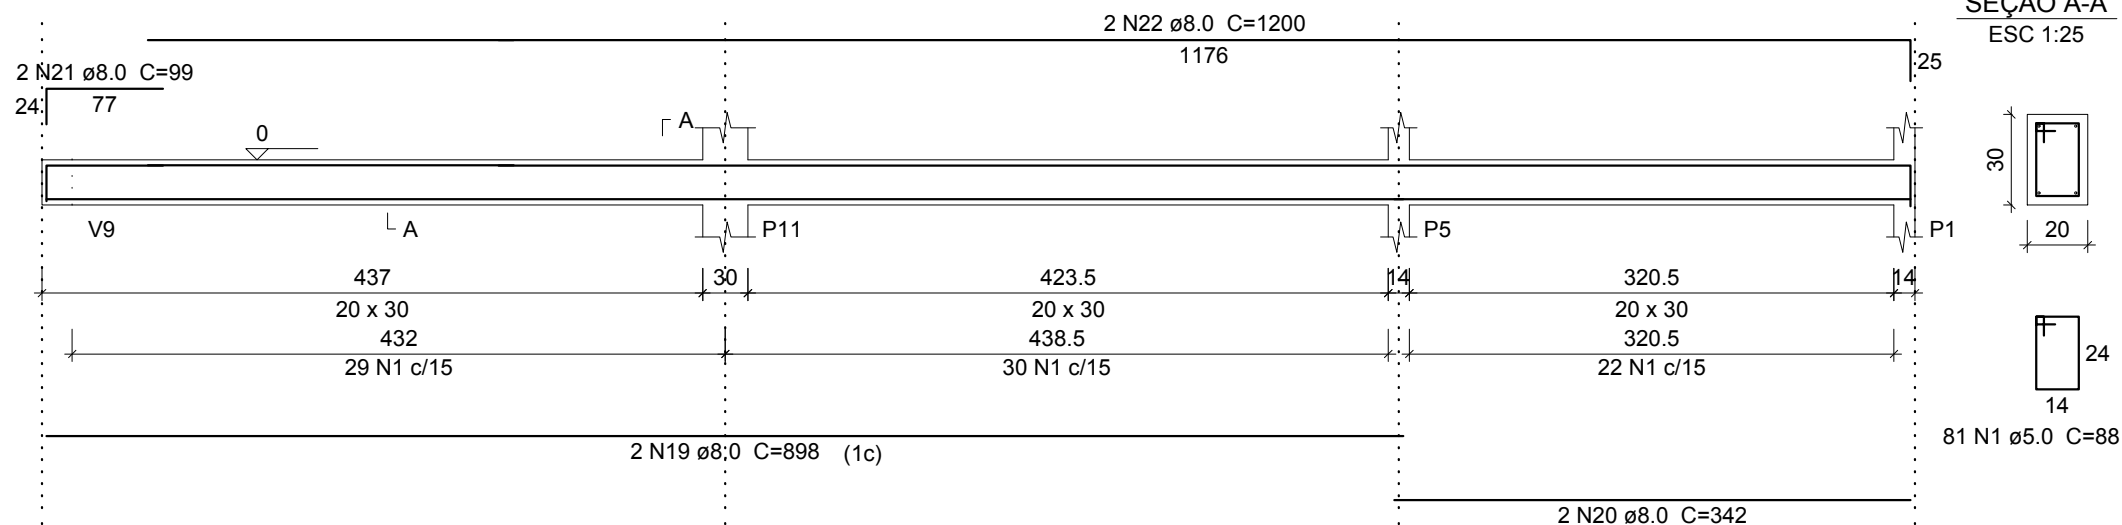 SEÇÃO A-A
ESC 1:25
2 N22 ø8.0 C=1200
1176
25
2 N21 ø8.0 C=99
24
77
A
0
30
V9
A
P11
P5
P1
20
437
30
423.5
14
320.5
14
20 x 30
20 x 30
20 x 30
432
438.5
320.5
29 N1 c/15
30 N1 c/15
22 N1 c/15
24
14
81 N1 ø5.0 C=88
2 N19 ø8.0 C=898 (1c)
2 N20 ø8.0 C=342